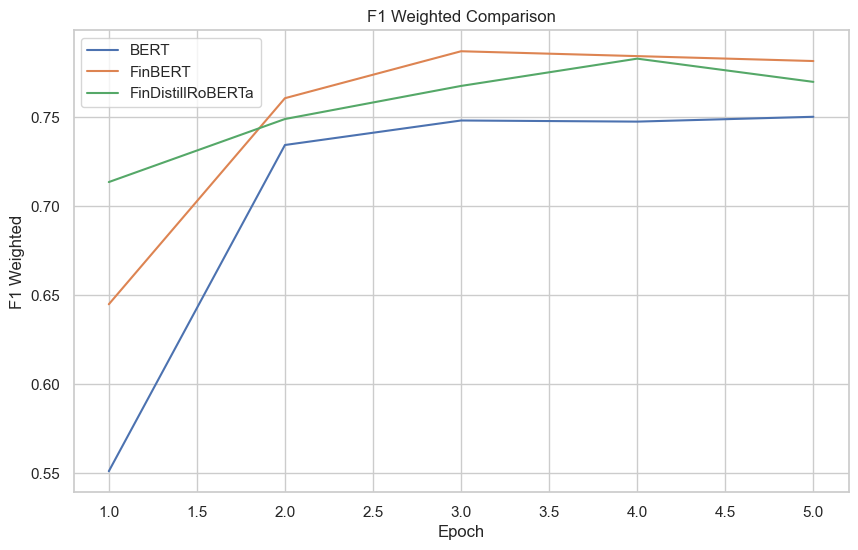 F1 Weighted Comparison
BERT
FinBERT
FinDistilRoBERTa
0.75
0.70
0.65
0.60
0.55
F1 Weighted
1.0 1.5 2.0 2.5 3.0 3.5 4.0 4.5 5.0
Epoch